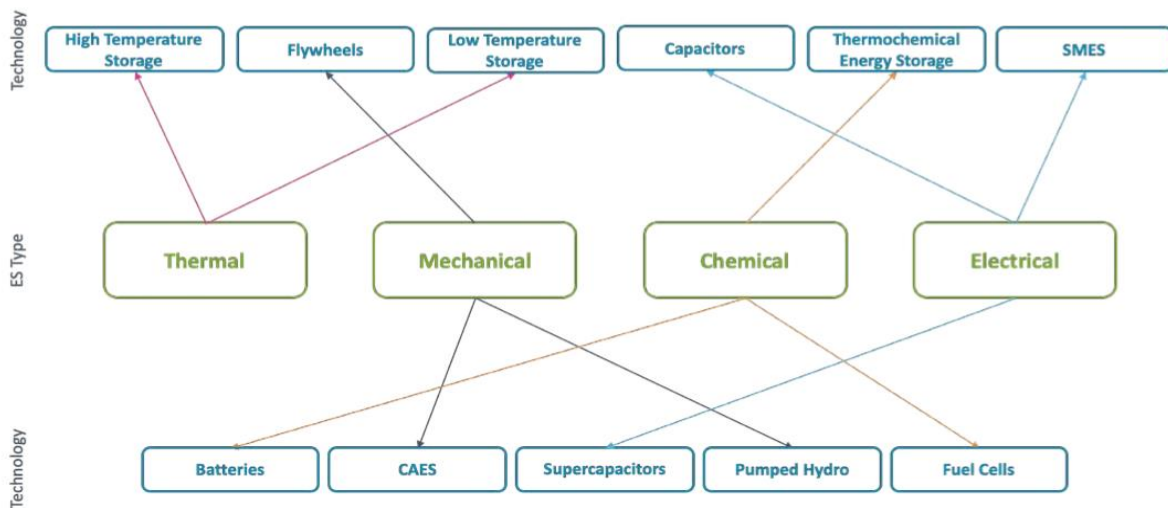 Technology
High Temperature
Storage
Flywheels
Low Temperature
Storage
Capacitors
Thermochemical
Energy Storage
SMES
ES Type
Thermal
Mechanical
Chemical
Electrical
Technology
Batteries
CAES
Supercapacitors
Pumped Hydro
Fuel Cells